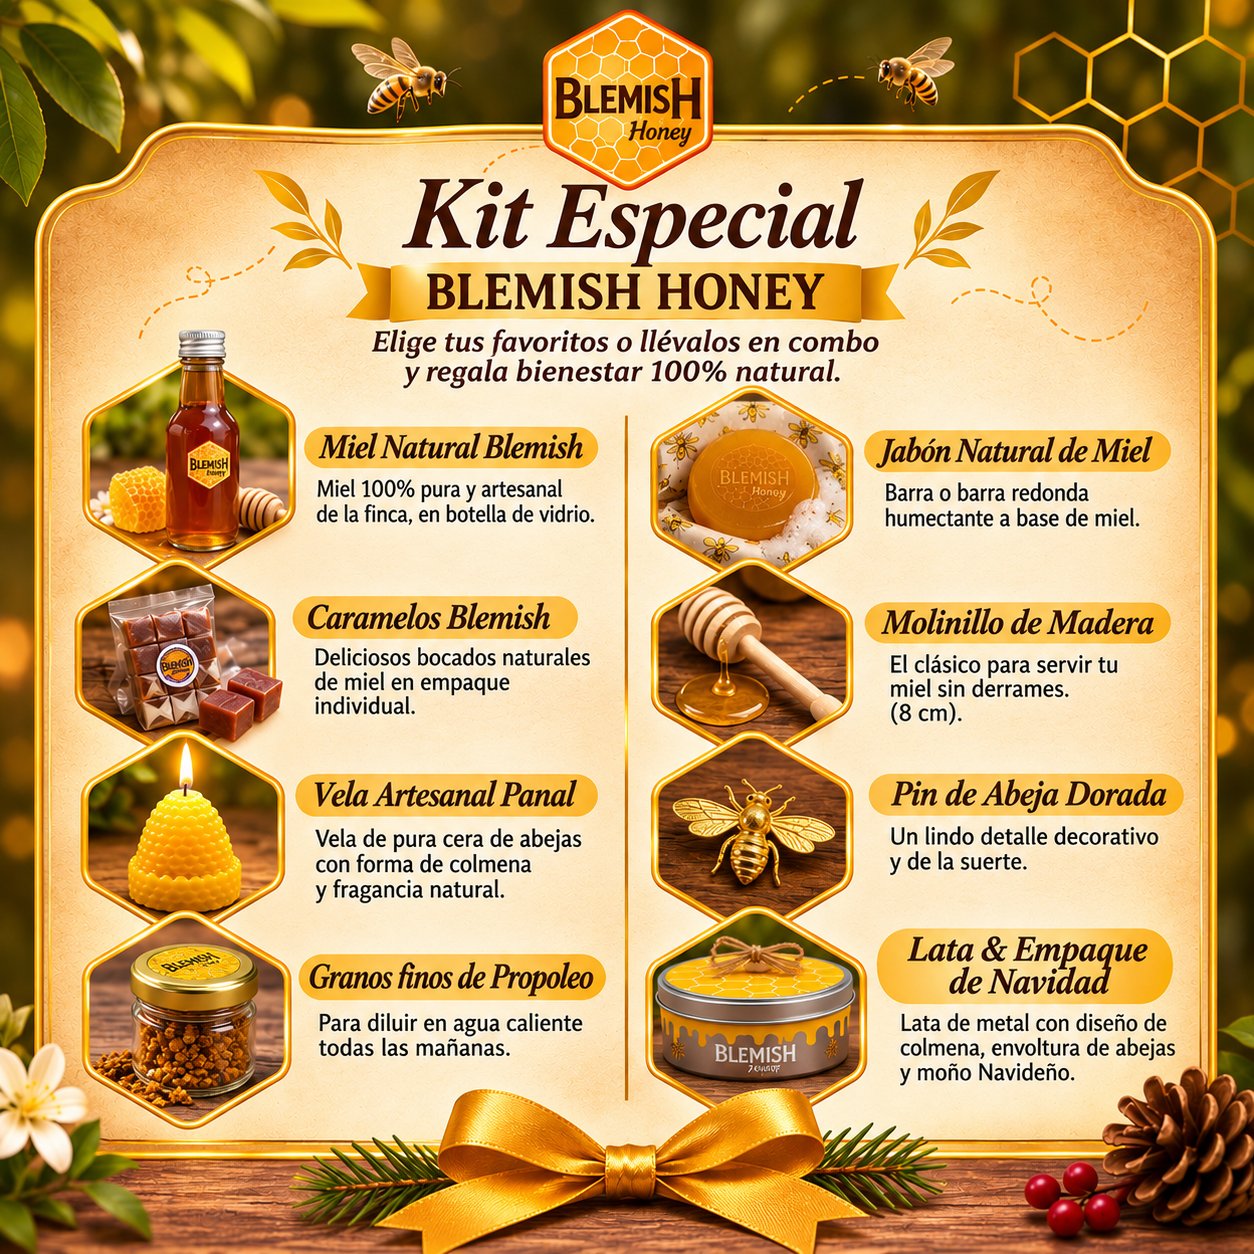 BLEMISH
Honey
Kit Especial
BLEMISH HONEY
Elige tus favoritos o llévalos en combo
y regala bienestar 100% natural.
BLEMISH
Miel Natural Blemish
Miel 100% pura y artesanal
de la finca, en botella de vidrio.
BLEMISH
Caramelos Blemish
Deliciosos bocados naturales
de miel en empaque
individual.
Vela Artesanal Panal
Vela de pura cera de abejas
con forma de colmena
y fragancia natural.
BLEMISH
Granos finos de Propoleo
Para diluir en agua caliente
todas las mañanas.
BLEMISH
Honey
Jabón Natural de Miel
Barra o barra redonda
humectante a base de miel.
Molinillo de Madera
El clásico para servir tu
miel sin derrames.
(8 cm).
Pin de Abeja Dorada
Un lindo detalle decorativo
y de la suerte.
BLEMISH
Lata & Empaque
de Navidad
Lata de metal con diseño de
colmena, envoltura de abejas
y moño Navideño.